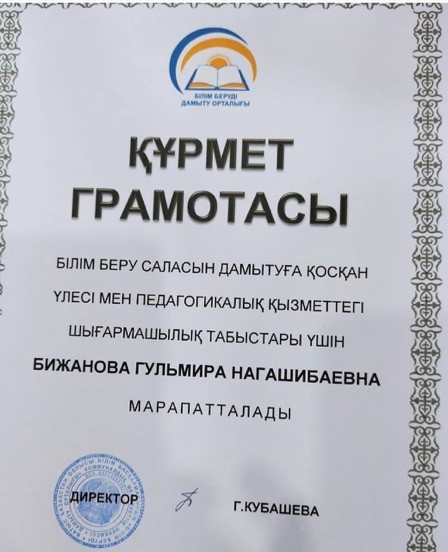 БІЛІМ БЕРУДІ
ДАМЫТУ ОРТАЛЫҒЫ
ҚҰРМЕТ
ГРАМОТАСЫ
БІЛІМ БЕРУ САЛАСЫН ДАМЫТУҒА ҚОСҚАН
ҮЛЕСІ МЕН ПЕДАГОГИКАЛЫҚ ҚЫЗМЕТТЕГІ
ШЫҒАРМАШЫЛЫҚ ТАБЫСТАРЫ ҮШІН
БИЖАНОВА ГУЛЬМИРА НАГАШИБАЕВНА
МАРАПАТТАЛАДЫ
ДИРЕКТОР Г.КУБАШЕВА